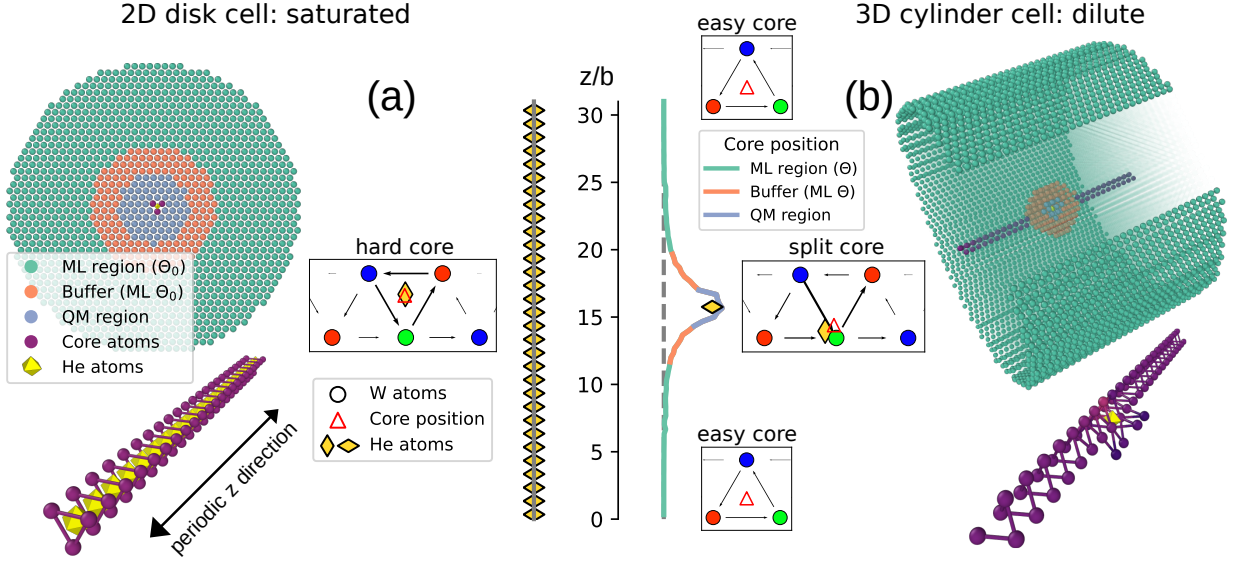 2D disk cell: saturated
(a)
ML region (Θ₀)
Buffer (ML Θ₀)
QM region
Core atoms
He atoms
periodic z direction
hard core
W atoms
Core position
He atoms
z/b
30
25
20
15
10
5
0
3D cylinder cell: dilute
(b)
easy core
Core position
ML region (Θ)
Buffer (ML Θ)
QM region
split core
easy core